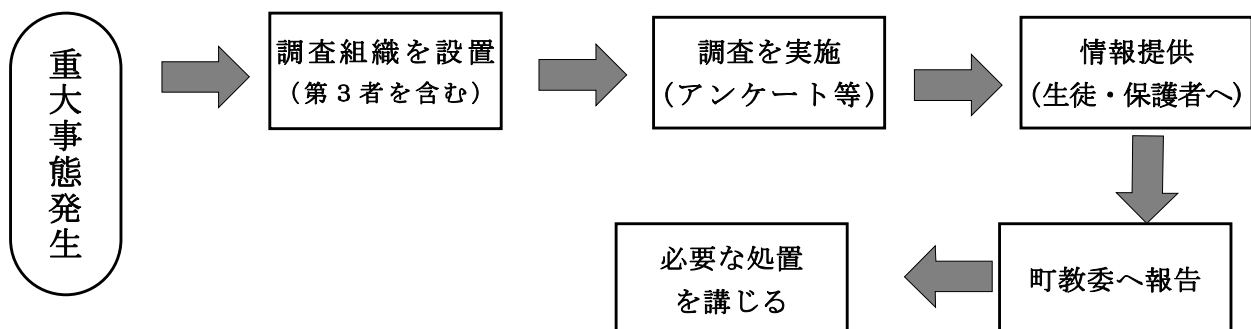 重大事態発生
調査組織を設置
(第3者を含む)
調査を実施
(アンケート等)
情報提供
(生徒・保護者へ)
町教委へ報告
必要な処置
を講じる